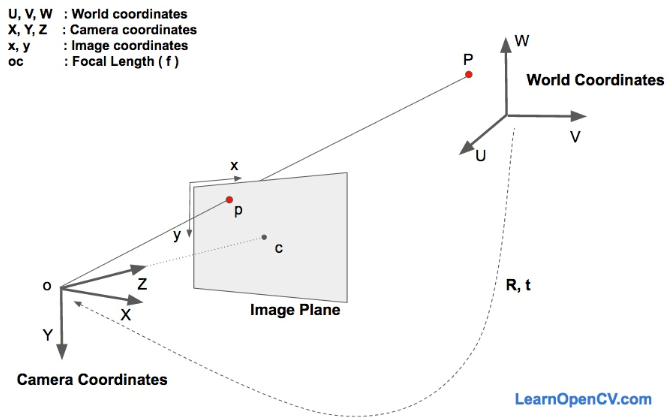 U, V, W : World coordinates
X, Y, Z : Camera coordinates
x, y : Image coordinates
oc : Focal Length ( f )
W
P
World Coordinates
V
U
x
p
y
c
o
Z
X
R, t
Image Plane
Y
Camera Coordinates
LearnOpenCV.com